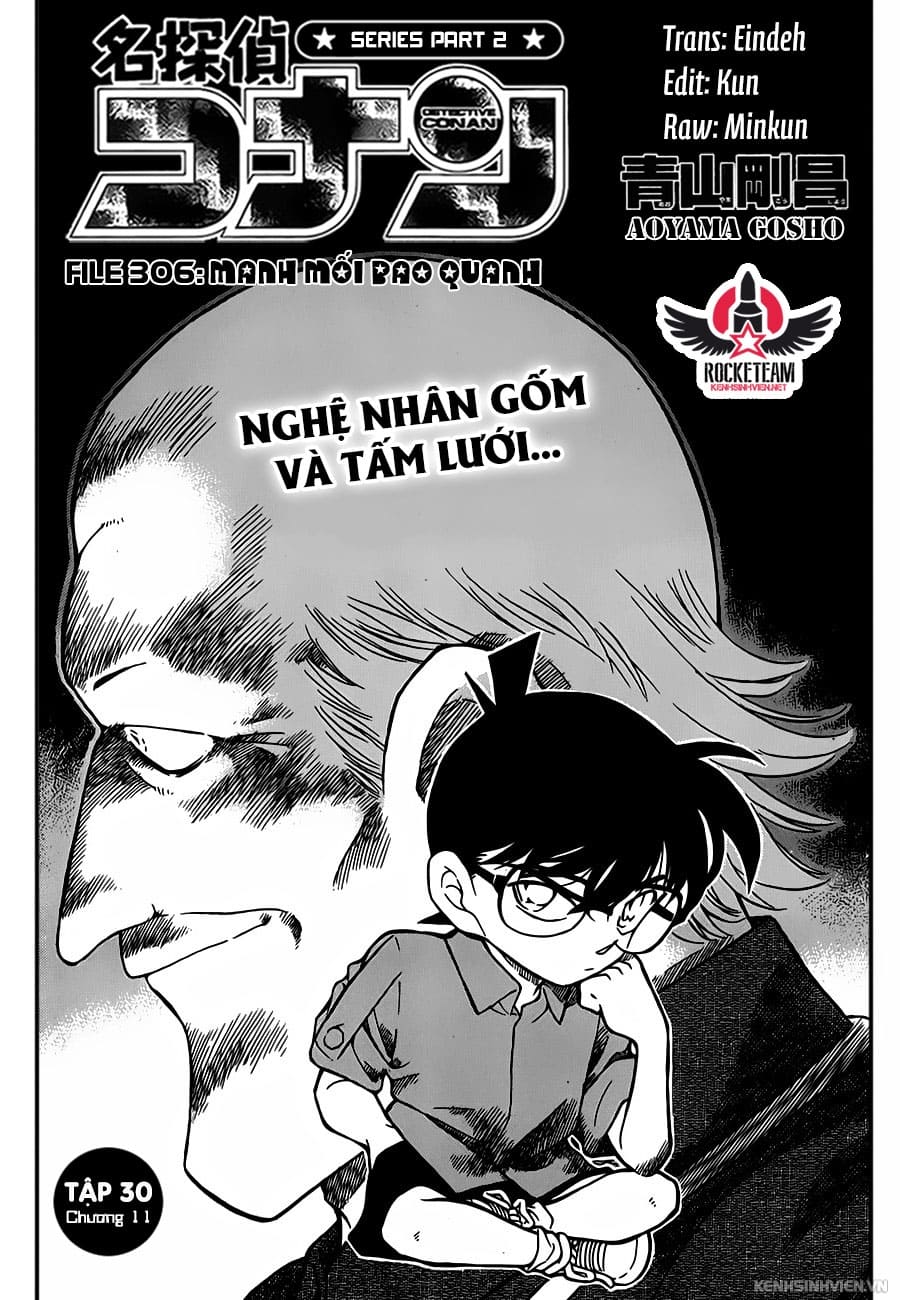 名探偵
★ SERIES PART 2 ★
コナン
DETECTIVE
CONAN
Trans: Eindeh
Edit: Kun
Raw: Minkun
青山剛昌
AOYAMA GOSHO
FILE 306: MANH MỐI BAO QUANH
ROCKETEAM
KENHSINHVIEN.NET
NGHỆ NHÂN GỐM
VÀ TẤM LƯỚI...
TẬP 30
Chương 11
KENHSINHVIEN.VN